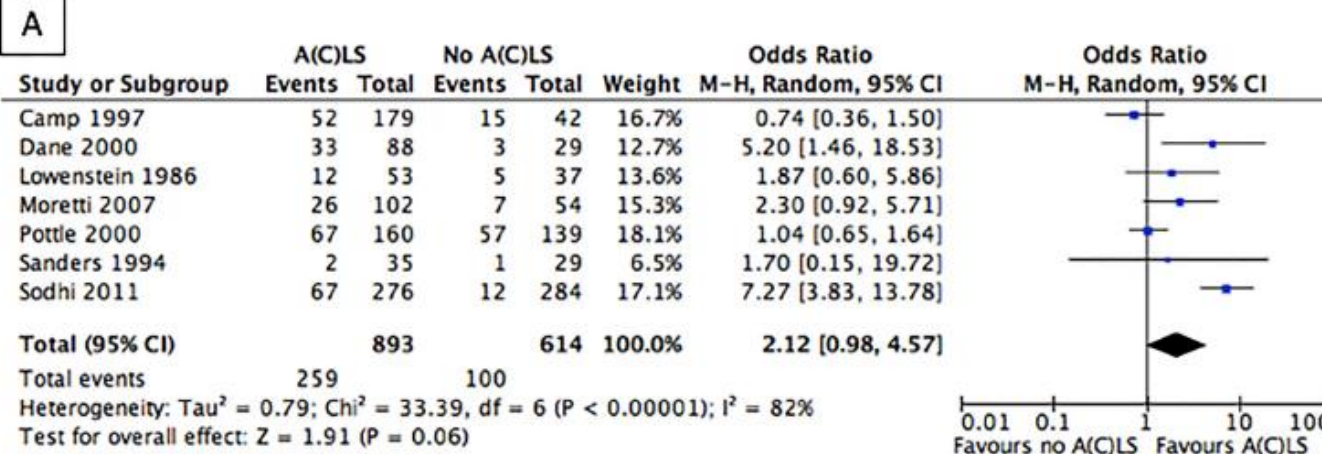 A
A(C)LS No A(C)LS Odds Ratio Odds Ratio
Study or Subgroup Events Total Events Total Weight M-H, Random, 95% CI M-H, Random, 95% CI
Camp 1997 52 179 15 42 16.7% 0.74 [0.36, 1.50]
Dane 2000 33 88 3 29 12.7% 5.20 [1.46, 18.53]
Lowenstein 1986 12 53 5 37 13.6% 1.87 [0.60, 5.86]
Moretti 2007 26 102 7 54 15.3% 2.30 [0.92, 5.71]
Pottle 2000 67 160 57 139 18.1% 1.04 [0.65, 1.64]
Sanders 1994 2 35 1 29 6.5% 1.70 [0.15, 19.72]
Sodhi 2011 67 276 12 284 17.1% 7.27 [3.83, 13.78]
Total (95% CI) 893 614 100.0% 2.12 [0.98, 4.57]
Total events 259 100
Heterogeneity: Tau² = 0.79; Chi² = 33.39, df = 6 (P < 0.00001); I² = 82%
Test for overall effect: Z = 1.91 (P = 0.06)
0.01 0.1 1 10 100
Favours no A(C)LS Favours A(C)LS